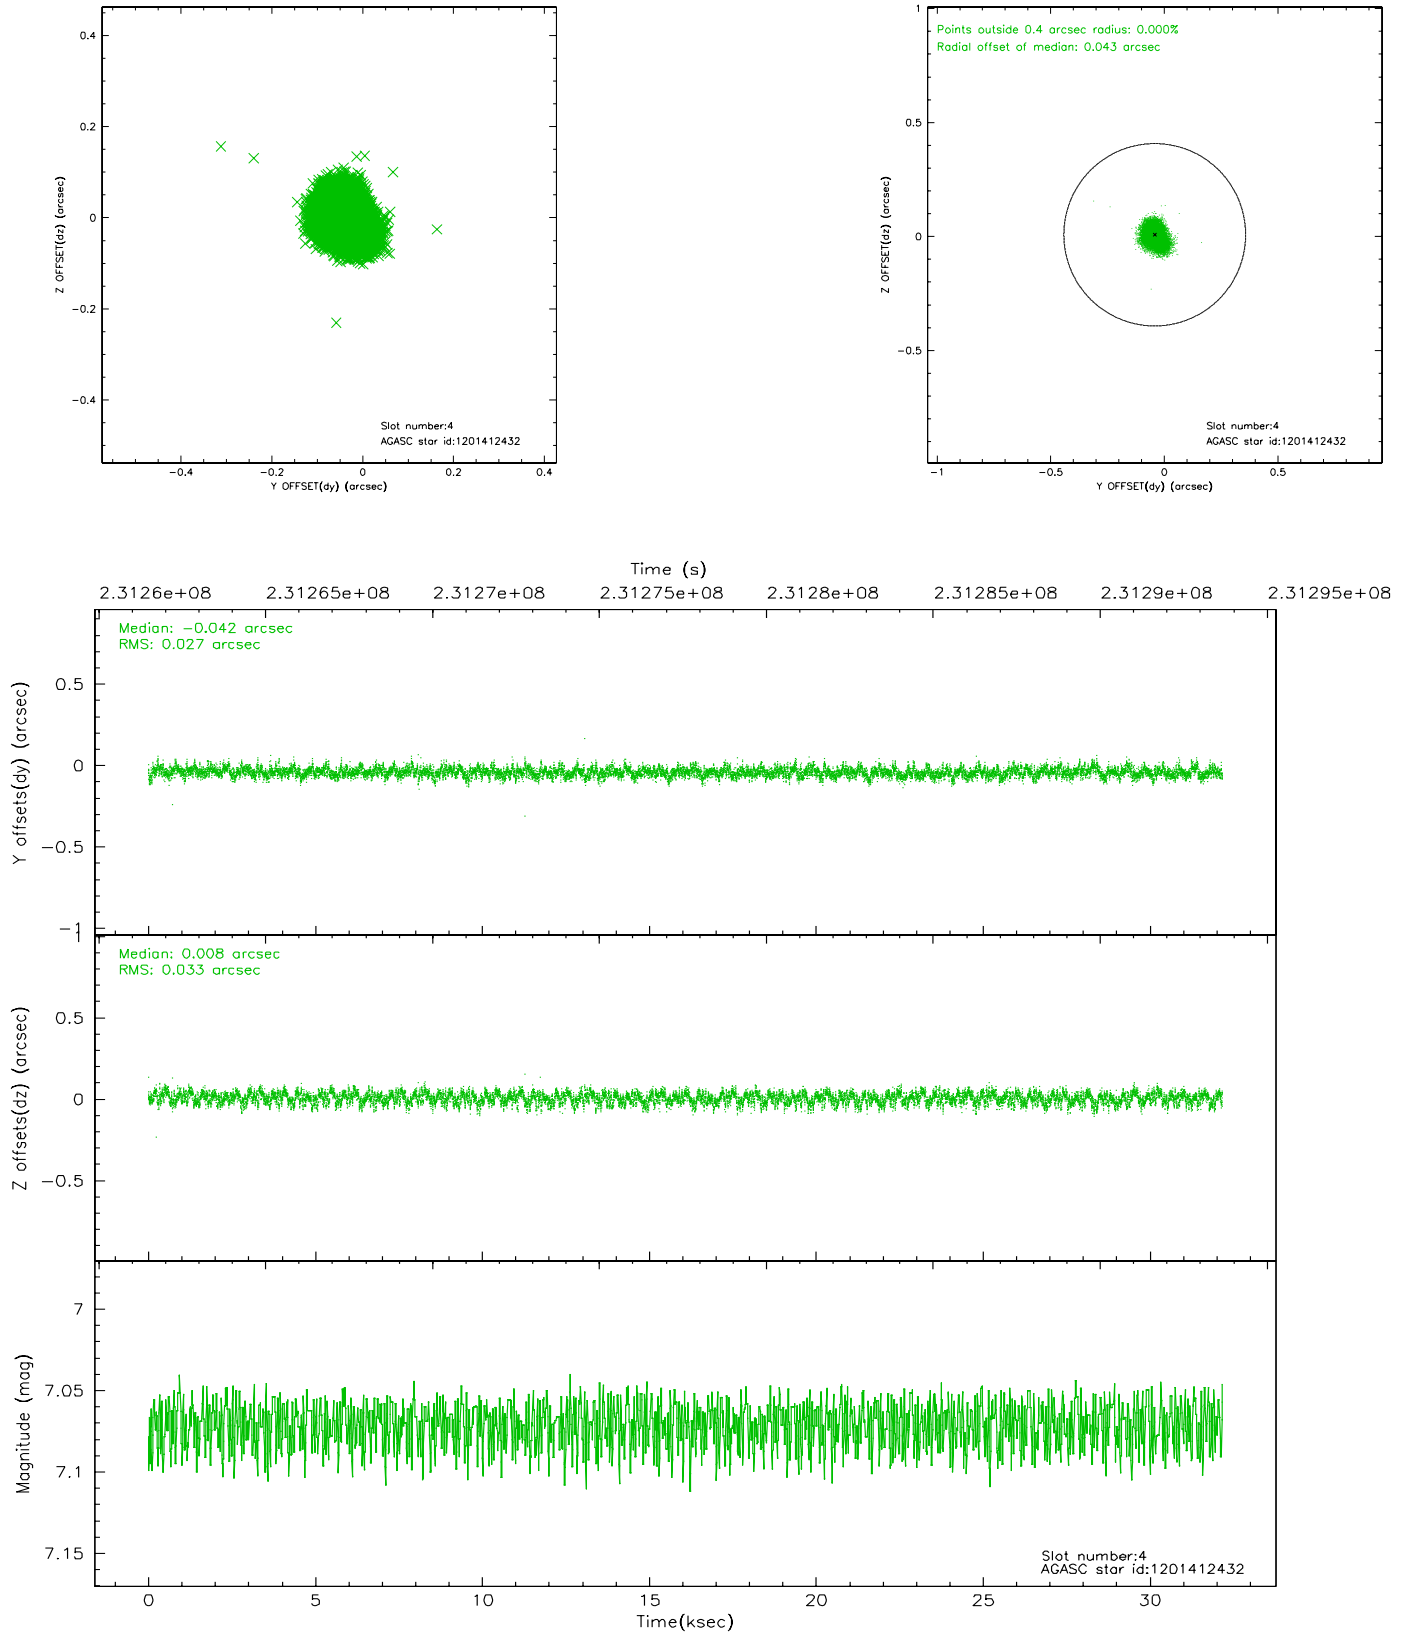 0.4
0.2
0
−0.2
−0.4
Z OFFSET(dz) (arcsec)
Slot number:4
AGASC star id:1201412432
−0.4
−0.2
0
0.2
0.4
Y OFFSET(dy) (arcsec)
Points outside 0.4 arcsec radius: 0.000%
Radial offset of median: 0.043 arcsec
1
0.5
0
−0.5
Z OFFSET(dz) (arcsec)
Slot number:4
AGASC star id:1201412432
−1
−0.5
0
0.5
Y OFFSET(dy) (arcsec)
Time (s)
2.3126e+08
2.31265e+08
2.3127e+08
2.31275e+08
2.3128e+08
2.31285e+08
2.3129e+08
2.31295e+08
Median: −0.042 arcsec
RMS: 0.027 arcsec
0.5
0
−0.5
−1
Y offsets(dy) (arcsec)
Median: 0.008 arcsec
RMS: 0.033 arcsec
1
0.5
0
−0.5
Z offsets(dz) (arcsec)
7
7.05
7.1
7.15
Magnitude (mag)
Slot number:4
AGASC star id:1201412432
0
5
10
15
20
25
30
Time(ksec)